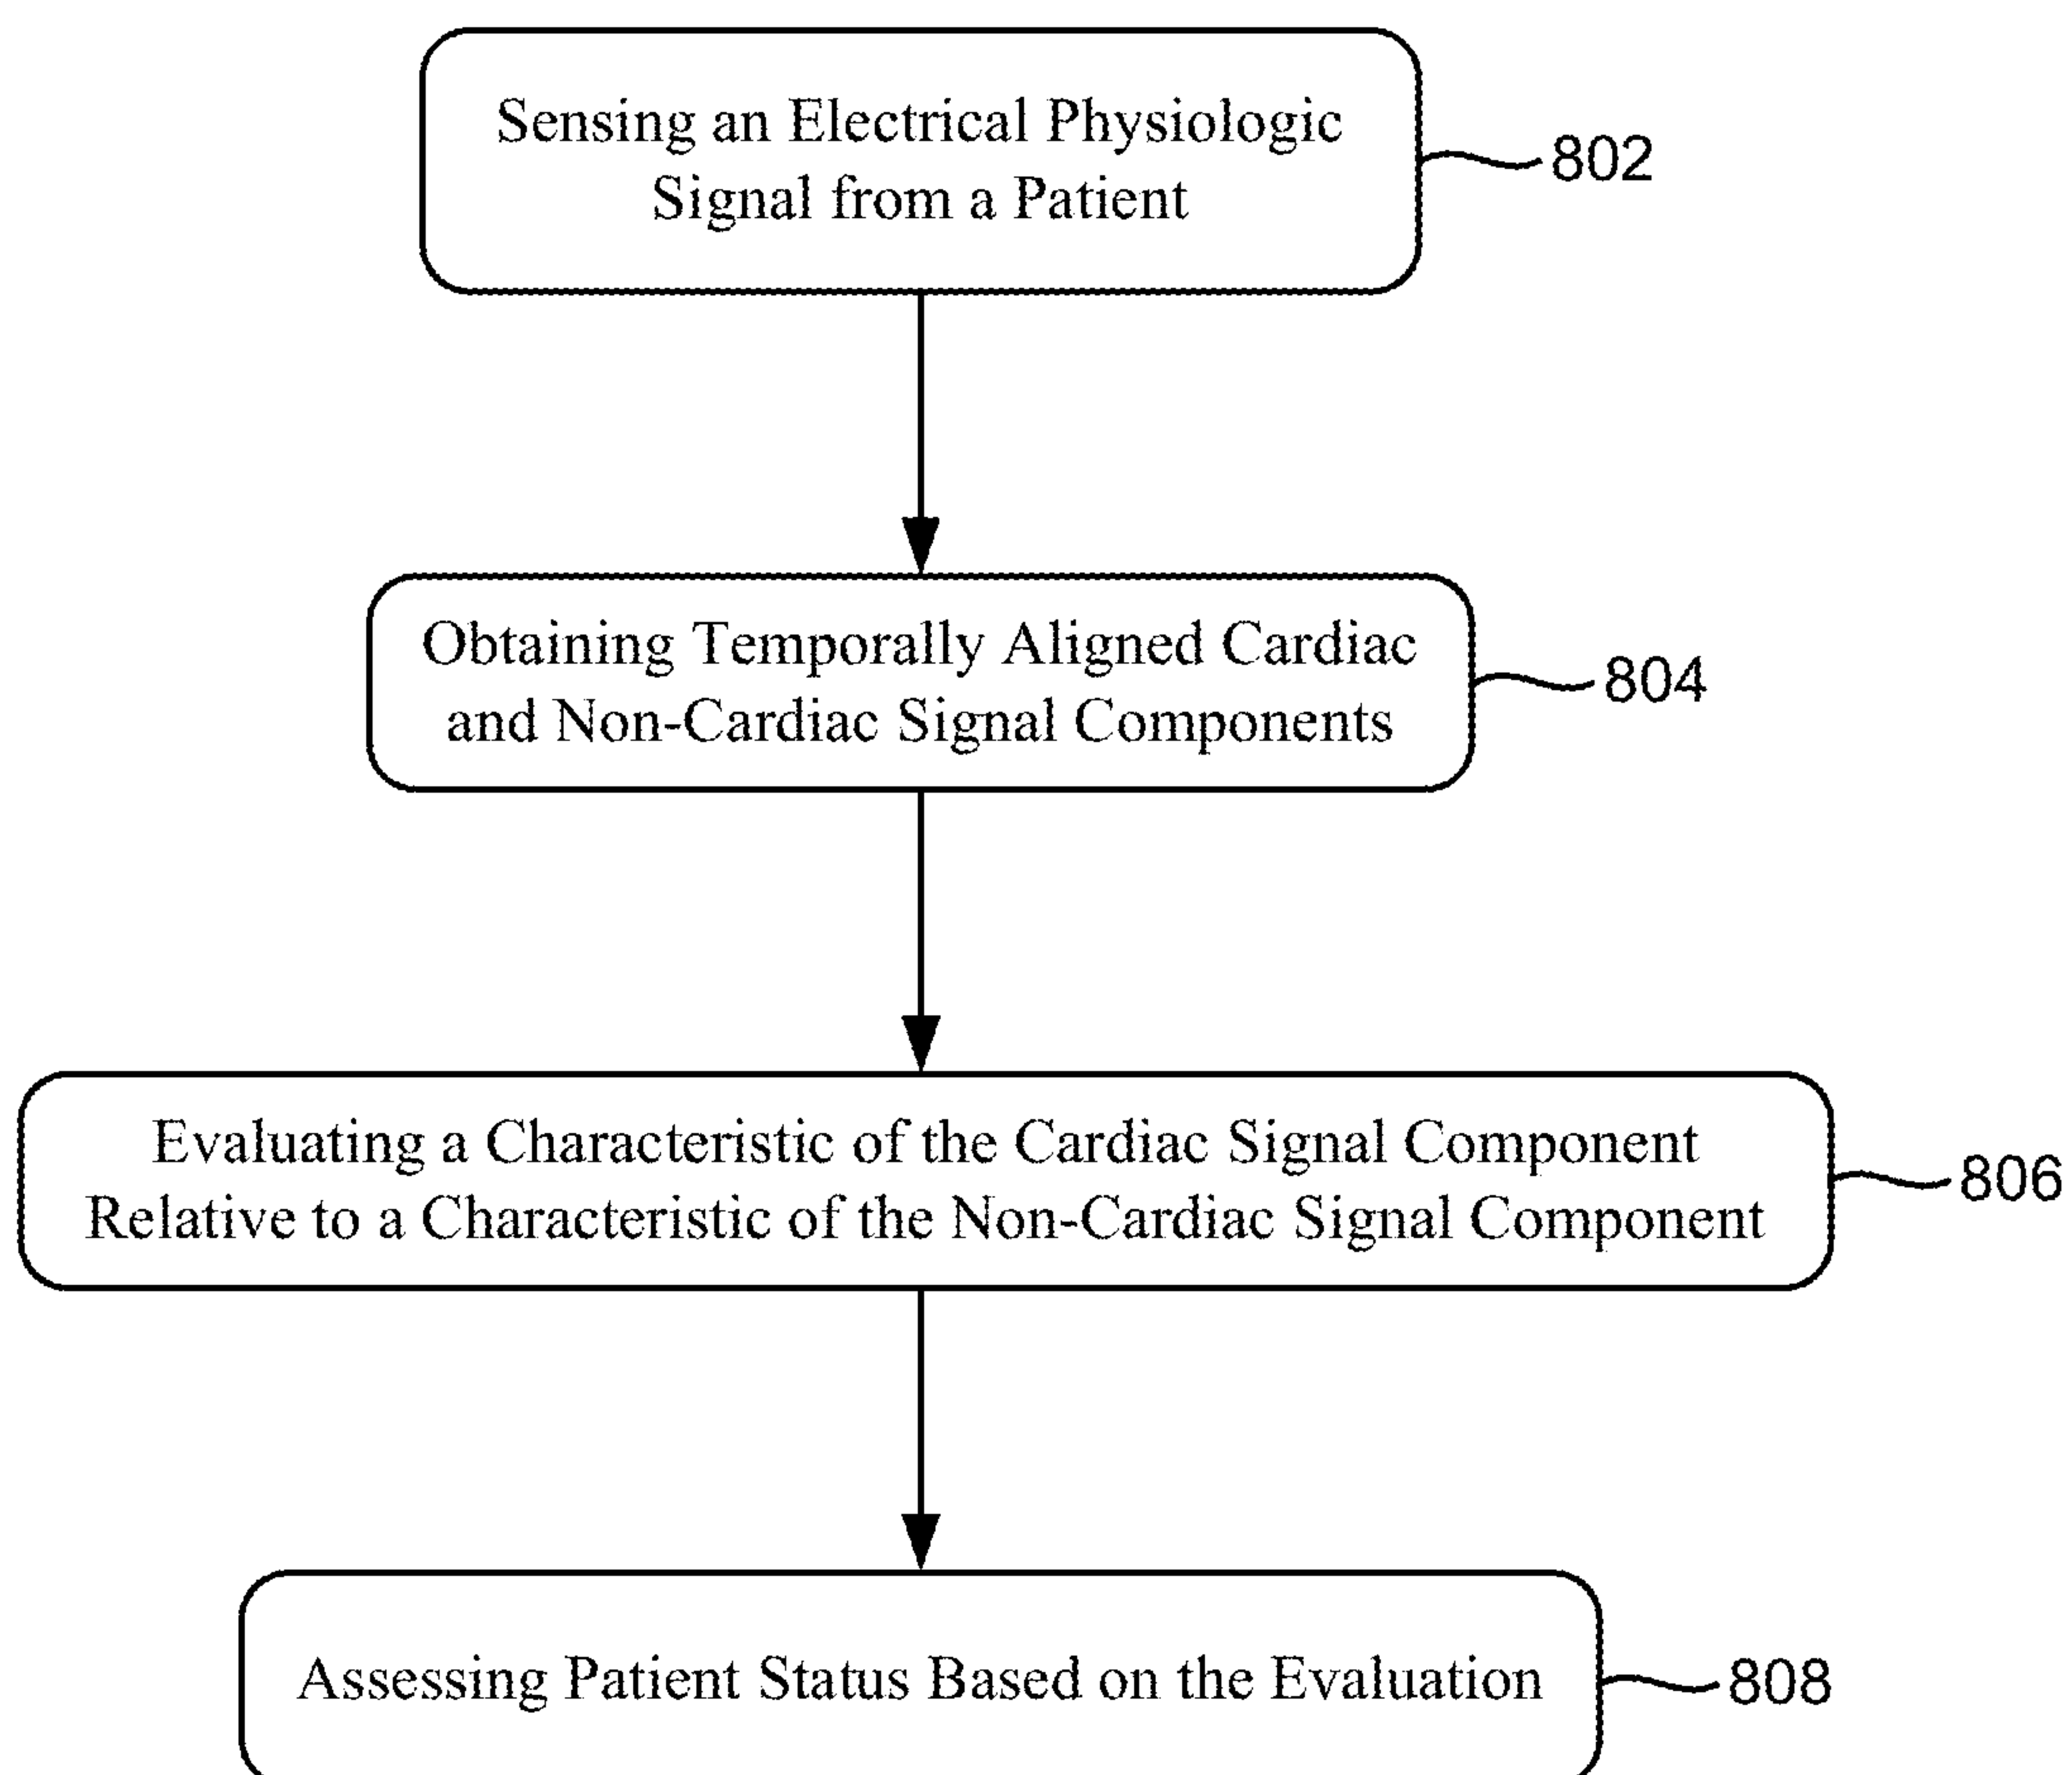 Sensing an Electrical Physiologic
Signal from a Patient
802
Obtaining Temporally Aligned Cardiac
and Non-Cardiac Signal Components
804
Evaluating a Characteristic of the Cardiac Signal Component
Relative to a Characteristic of the Non-Cardiac Signal Component
806
Assessing Patient Status Based on the Evaluation
808